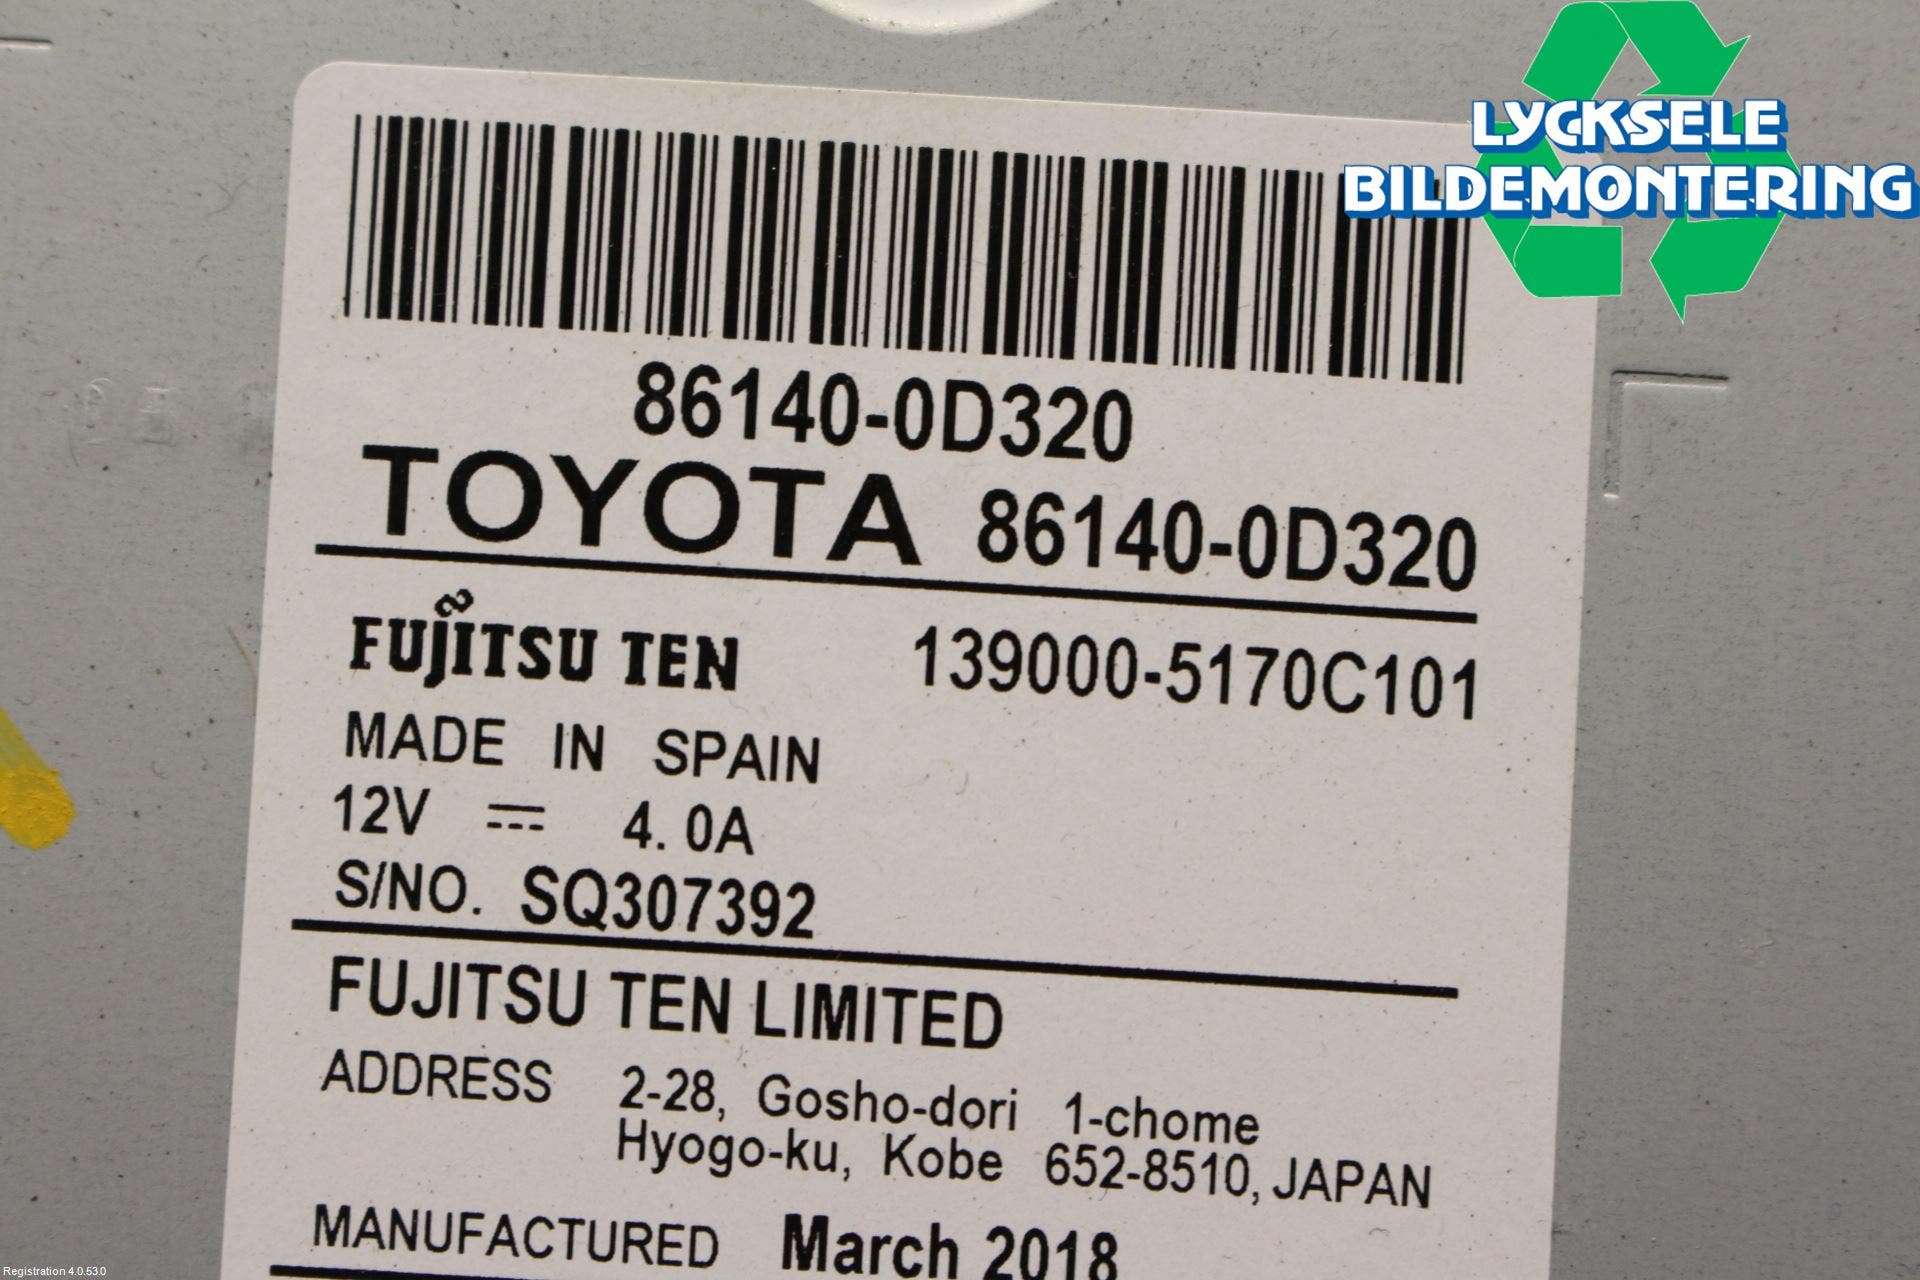 LYCKSELE
BILDEMONTERING
86140-0D320
TOYOTA 86140-0D320
FUJITSU TEN 139000-5170C101
MADE IN SPAIN
12V ⎓ 4.0A
S/NO. SQ307392
FUJITSU TEN LIMITED
ADDRESS 2-28, Gosho-dori 1-chome
Hyogo-ku, Kobe 652-8510, JAPAN
MANUFACTURED March 2018
Registration 4.0.53.0